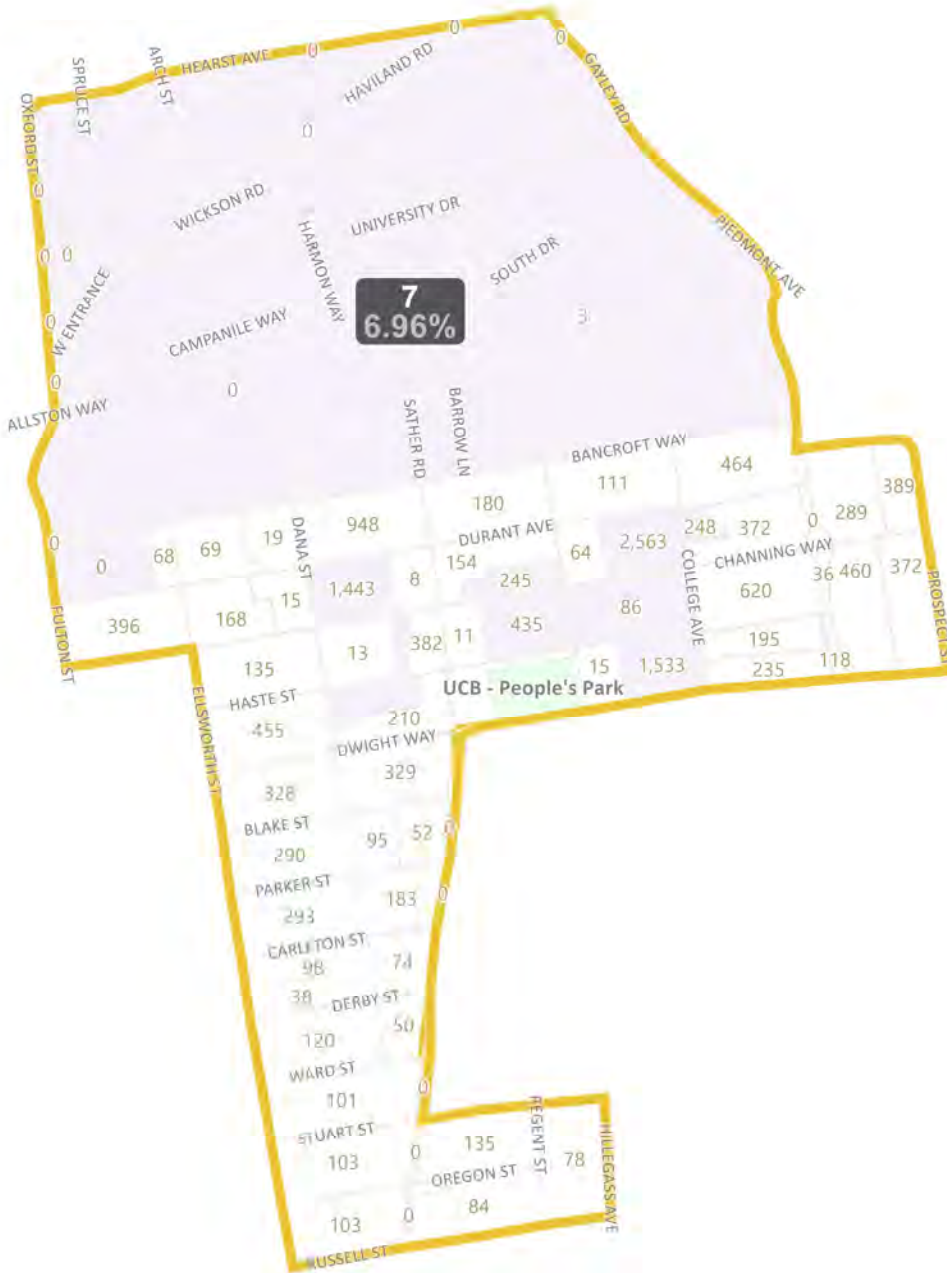 0
0
HEARST AVE
0
HAVILAND RD
GAYLEY RD
ARCH ST
SPRUCE ST
OXFORD ST
0
0
WICKSON RD
UNIVERSITY DR
HARMON WAY
SOUTH DR
PIEDMONT AVE
0
0
W ENTRANCE
7
6.96%
3
0
CAMPANILE WAY
0
0
ALLSTON WAY
SATHER RD
BARROW LN
BANCROFT WAY
464
111
180
389
948
DURANT AVE
289
0
372
248
2,563
64
154
19
DANA ST
69
68
0
0
CHANNING WAY
COLLEGE AVE
372
460
36
620
245
8
1,443
86
15
168
396
FULTON ST
435
11
382
13
195
PROSPECT ST
118
235
1,533
15
135
UCB - People's Park
HASTE ST
ELLSWORTH ST
455
210
DWIGHT WAY
329
328
BLAKE ST
290
95
52
0
PARKER ST
293
183
0
CARLETON ST
98
74
38
DERBY ST
120
50
WARD ST
101
0
STUART ST
103
0
135
REGENT ST
78
HILLEGASS AVE
OREGON ST
84
103
0
RUSSELL ST